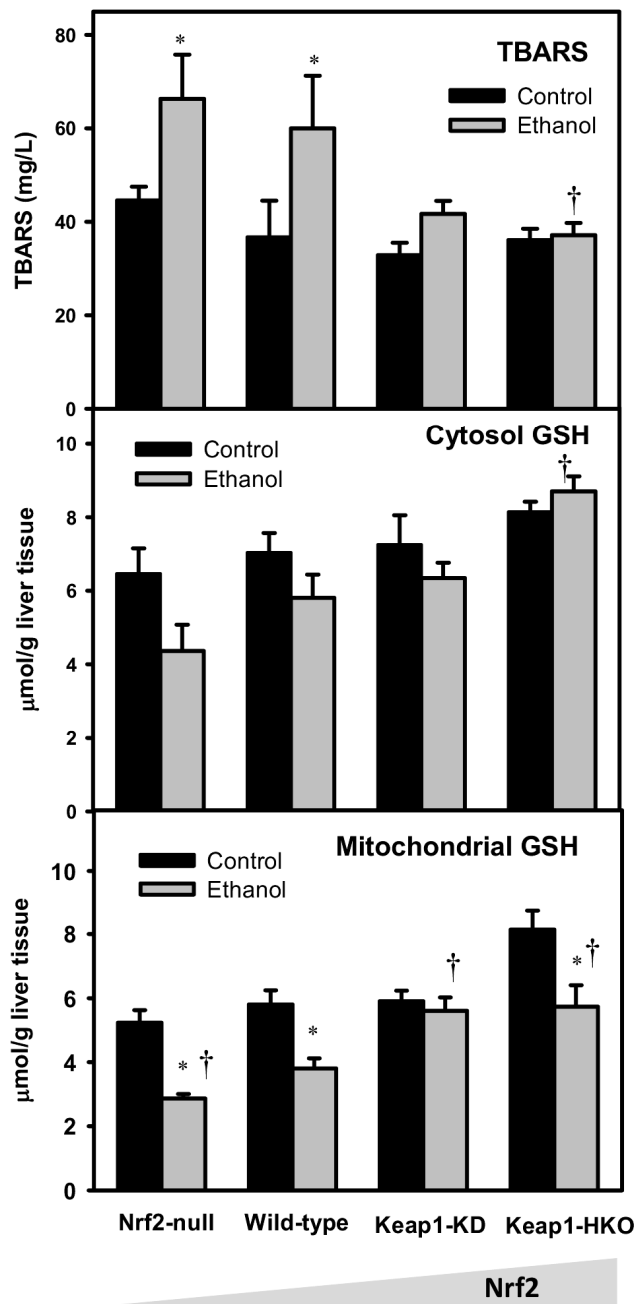 80
60
40
20
0
TBARS (mg/L)
TBARS
Control
Ethanol
*
*
†
10
8
6
4
2
0
μmol/g liver tissue
Cytosol GSH
Control
Ethanol
†
10
8
6
4
2
0
μmol/g liver tissue
Mitochondrial GSH
Control
Ethanol
* †
*
†
* †
Nrf2-null Wild-type Keap1-KD Keap1-HKO
Nrf2